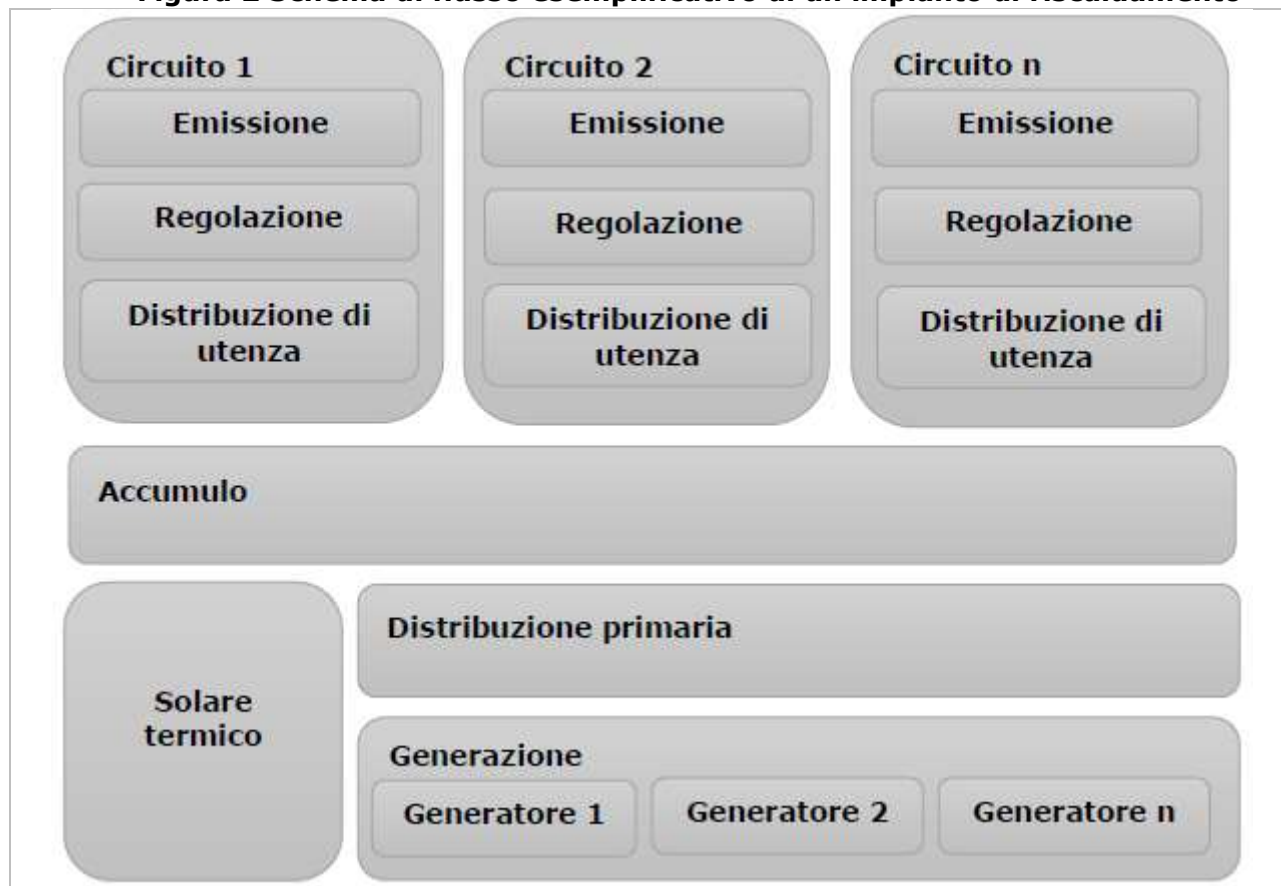 Circuito 1
Emissione
Regolazione
Distribuzione di
utenza
Circuito 2
Emissione
Regolazione
Distribuzione di
utenza
Circuito n
Emissione
Regolazione
Distribuzione di
utenza
Accumulo
Solare
termico
Distribuzione primaria
Generazione
Generatore 1
Generatore 2
Generatore n